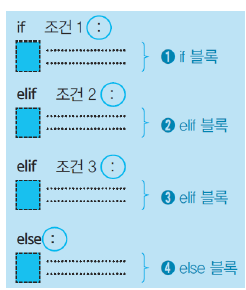 if 조건 1 :
❶ if 블록
elif 조건 2 :
❷ elif 블록
elif 조건 3 :
❸ elif 블록
else :
❹ else 블록